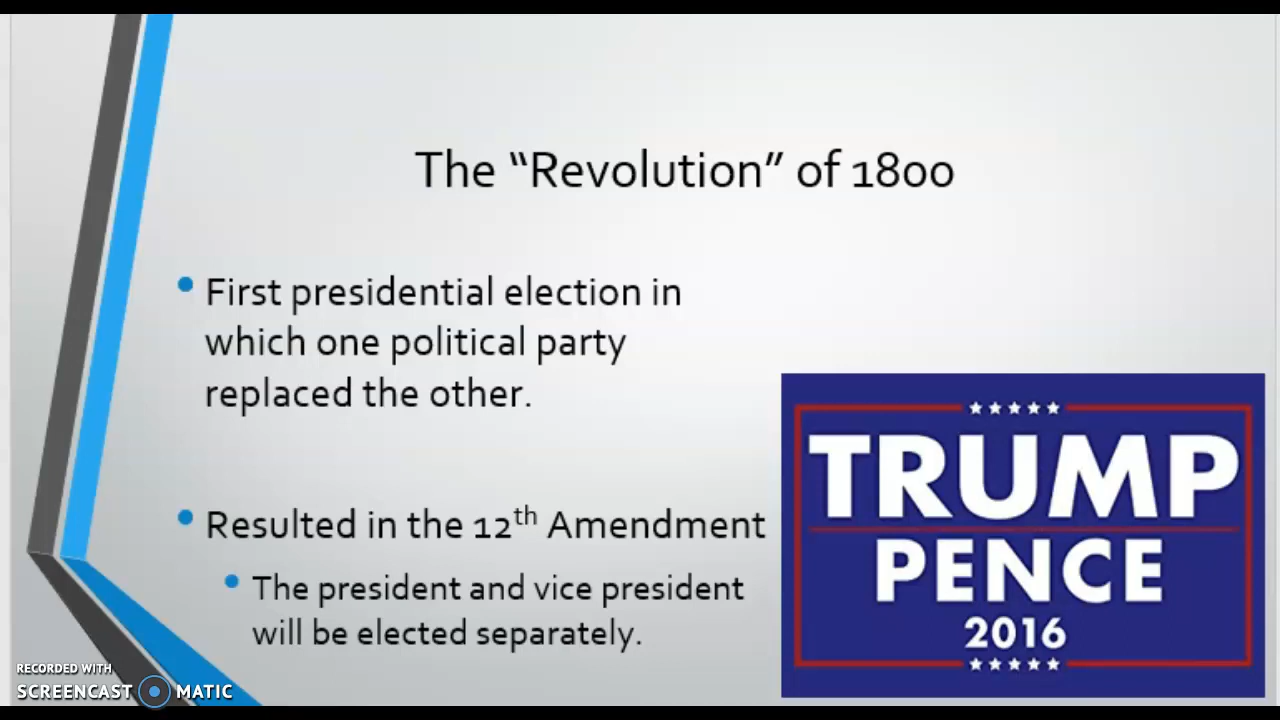 The “Revolution” of 1800
First presidential election in
which one political party
replaced the other.
Resulted in the 12th Amendment
The president and vice president
will be elected separately.
TRUMP
PENCE
2016
RECORDED WITH
SCREENCAST MATIC